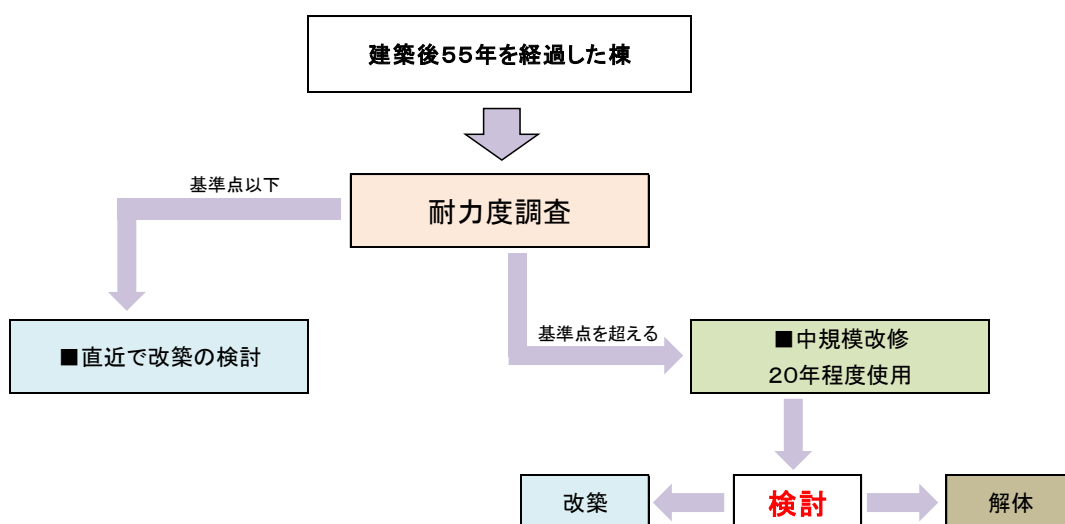 建築後55年を経過した棟
基準点以下
耐力度調査
■直近で改築の検討
基準点を超える
■中規模改修
20年程度使用
改築
検討
解体